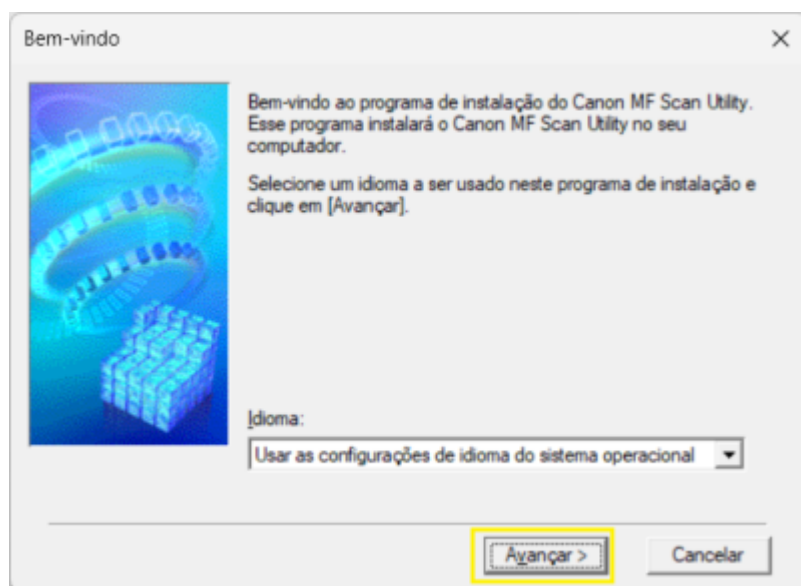 Bem-vindo
Bem-vindo ao programa de instalação do Canon MF Scan Utility.
Esse programa instalará o Canon MF Scan Utility no seu
computador.
Selecione um idioma a ser usado neste programa de instalação e
clique em [Avançar].
Idioma:
Usar as configurações de idioma do sistema operacional
Avançar >
Cancelar